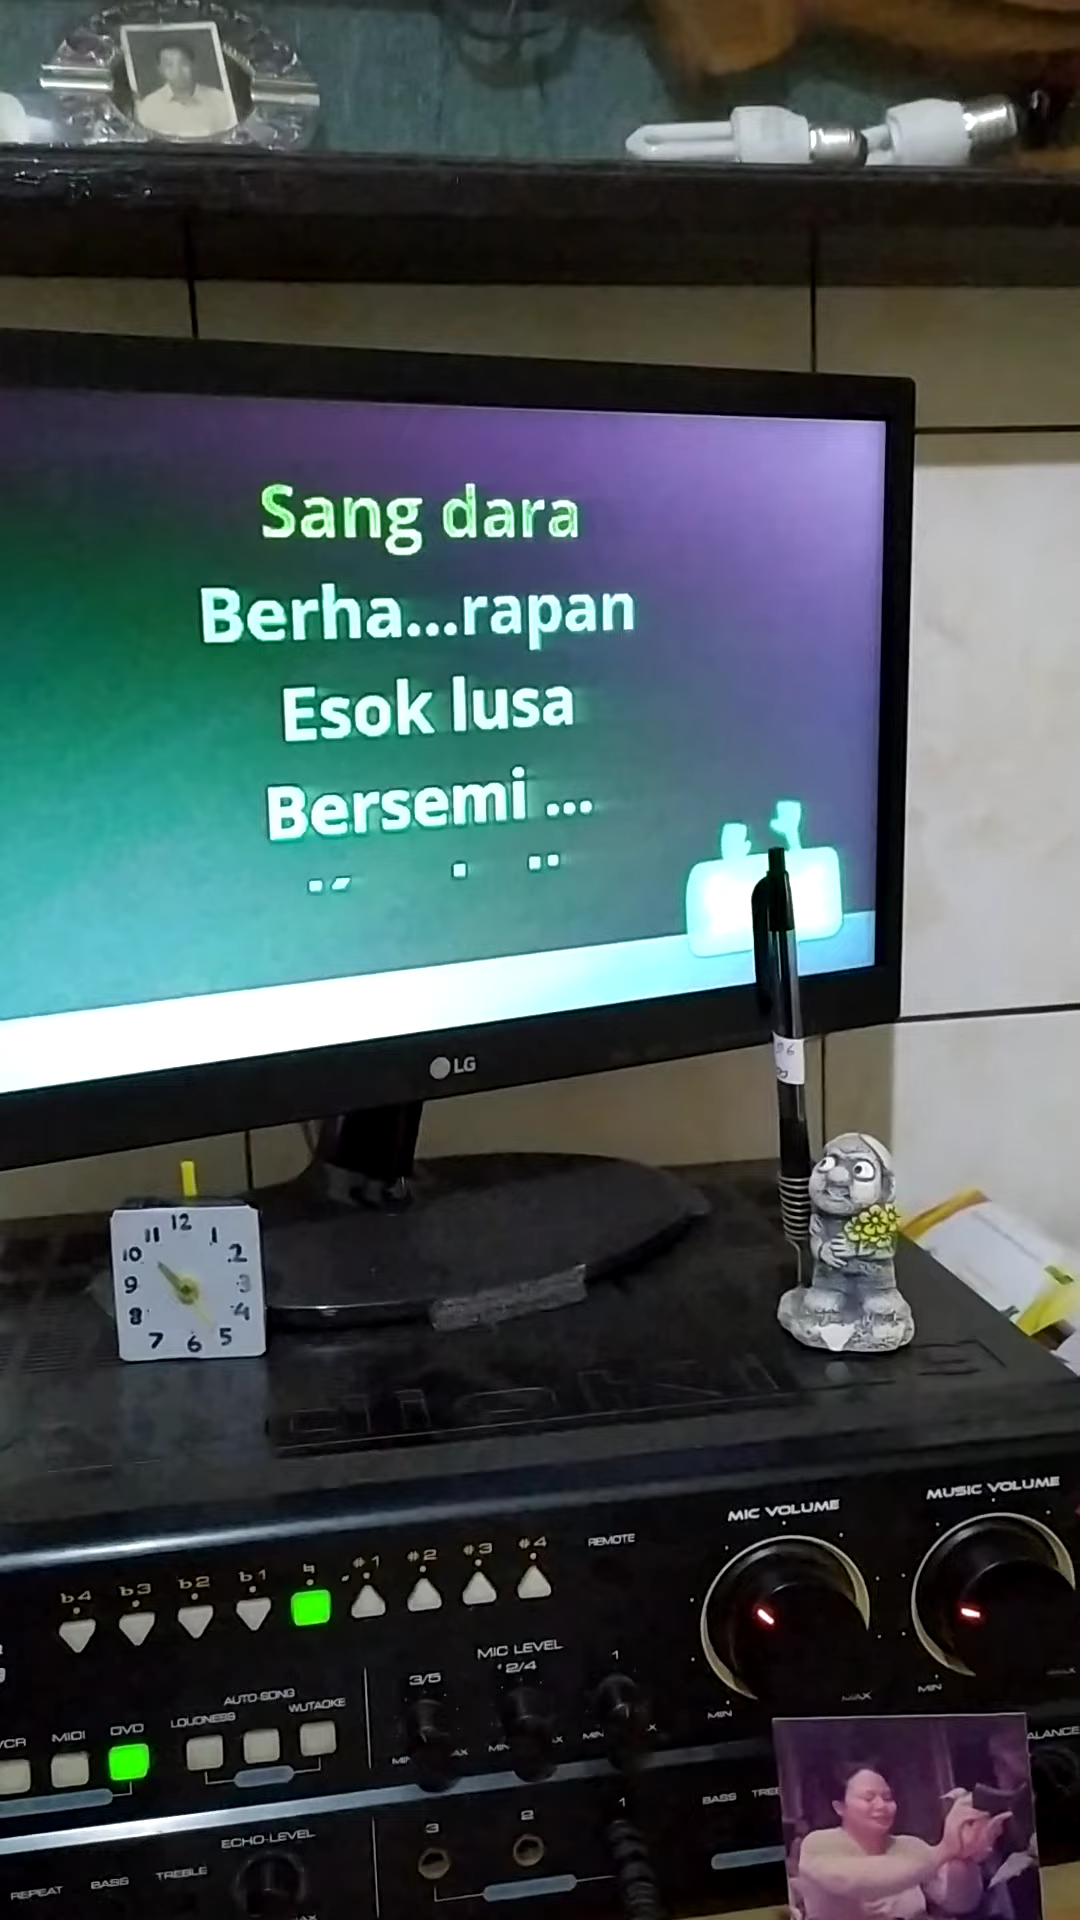 Sang dara
Berha...rapan
Esok lusa
Bersemi ...
LG
12
11
1
10
2
9
3
8
4
7
6
5
MIC VOLUME
MUSIC VOLUME
b4
b3
b2
b1
♮
#1
#2
#3
#4
REMOTE
MIC LEVEL
3/5
2/4
1
MIN
MAX
MIN
MIDI
DVD
AUTO-SONG
LOUDNESS
WUTAOKE
ECHO-LEVEL
3
2
1
BASS
REPEAT
BASS
TREBLE